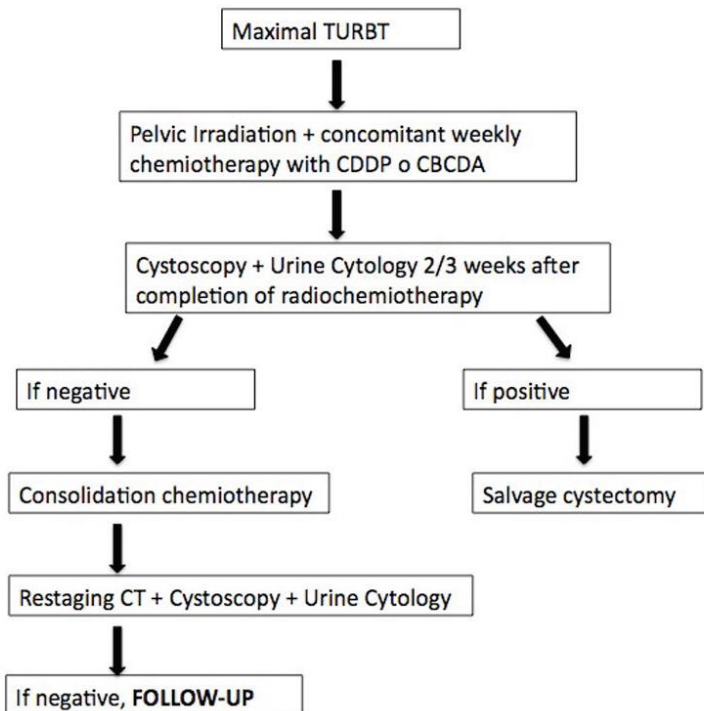 Maximal TURBT
Pelvic Irradiation + concomitant weekly
chemiotherapy with CDDP o CBCDA
Cystoscopy + Urine Cytology 2/3 weeks after
completion of radiochemiotherapy
If negative
If positive
Consolidation chemiotherapy
Salvage cystectomy
Restaging CT + Cystoscopy + Urine Cytology
If negative, FOLLOW-UP